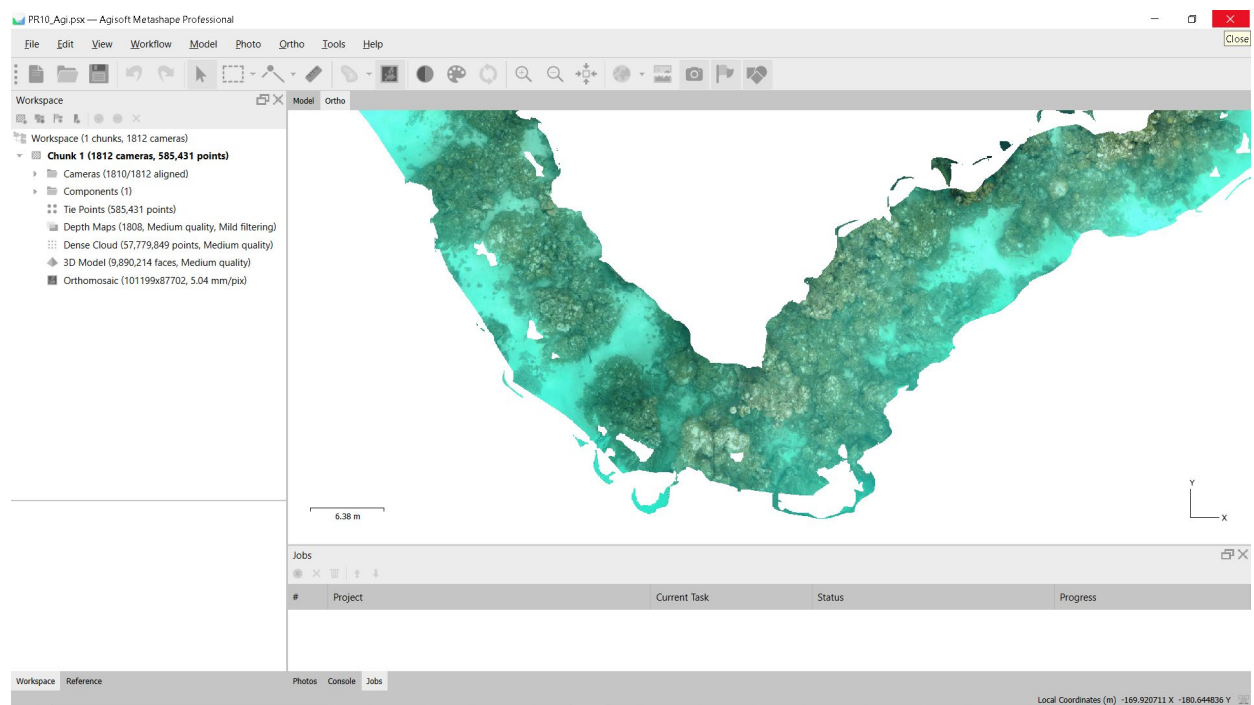 PR10_Agi.psx — Agisoft Metashape Professional
Close
File Edit View Workflow Model Photo Ortho Tools Help
Workspace
Model Ortho
Workspace (1 chunks, 1812 cameras)
Chunk 1 (1812 cameras, 585,431 points)
Cameras (1810/1812 aligned)
Components (1)
Tie Points (585,431 points)
Depth Maps (1808, Medium quality, Mild filtering)
Dense Cloud (57,779,849 points, Medium quality)
3D Model (9,890,214 faces, Medium quality)
Orthomosaic (101199x87702, 5.04 mm/pix)
6.38 m
Y
X
Jobs
# Project Current Task Status Progress
Workspace Reference
Photos Console Jobs
Local Coordinates (m) -169.920711 X -180.644836 Y